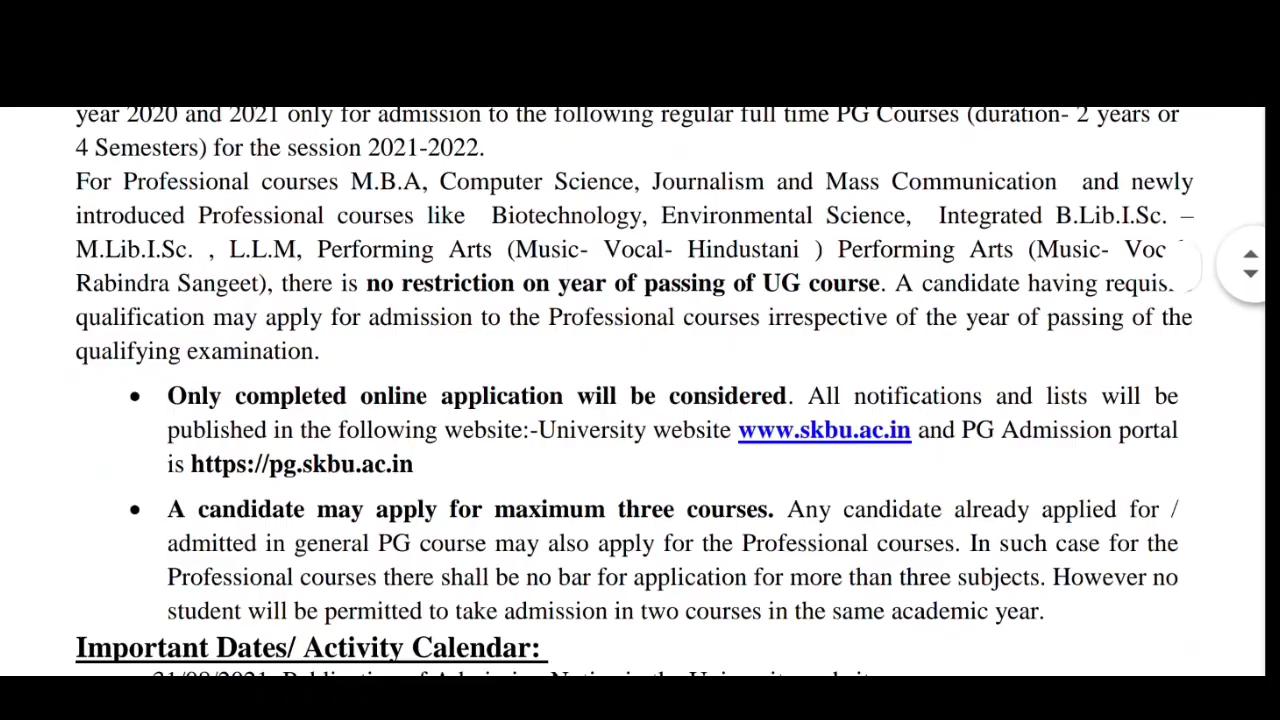 year 2020 and 2021 only for admission to the following regular full time PG Courses (duration- 2 years or
4 Semesters) for the session 2021-2022.
For Professional courses M.B.A, Computer Science, Journalism and Mass Communication and newly
introduced Professional courses like Biotechnology, Environmental Science, Integrated B.Lib.I.Sc. –
M.Lib.I.Sc. , L.L.M, Performing Arts (Music- Vocal- Hindustani ) Performing Arts (Music-
Rabindra Sangeet), there is no restriction on year of passing of UG course. A candidate having
qualification may apply for admission to the Professional courses irrespective of the year of passing of the
qualifying examination.
• Only completed online application will be considered. All notifications and lists will be
published in the following website:-University website www.skbu.ac.in and PG Admission portal
is https://pg.skbu.ac.in
• A candidate may apply for maximum three courses. Any candidate already applied for /
admitted in general PG course may also apply for the Professional courses. In such case for the
Professional courses there shall be no bar for application for more than three subjects. However no
student will be permitted to take admission in two courses in the same academic year.
Important Dates/ Activity Calendar: